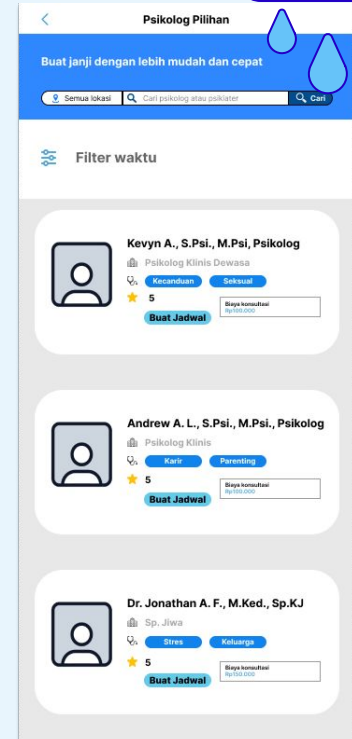 Psikolog Pilihan
Buat janji dengan lebih mudah dan cepat
Semua lokasi
Cari psikolog atau psikiater
Cari
Filter waktu
Kevyn A., S.Psi., M.Psi, Psikolog
Psikolog Klinis Dewasa
Kecanduan Seksual
5
Biaya konsultasi
Rp100.000
Buat Jadwal
Andrew A. L., S.Psi., M.Psi., Psikolog
Psikolog Klinis
Karir Parenting
5
Biaya konsultasi
Rp100.000
Buat Jadwal
Dr. Jonathan A. F., M.Ked., Sp.KJ
Sp. Jiwa
Stres Keluarga
5
Biaya konsultasi
Rp150.000
Buat Jadwal